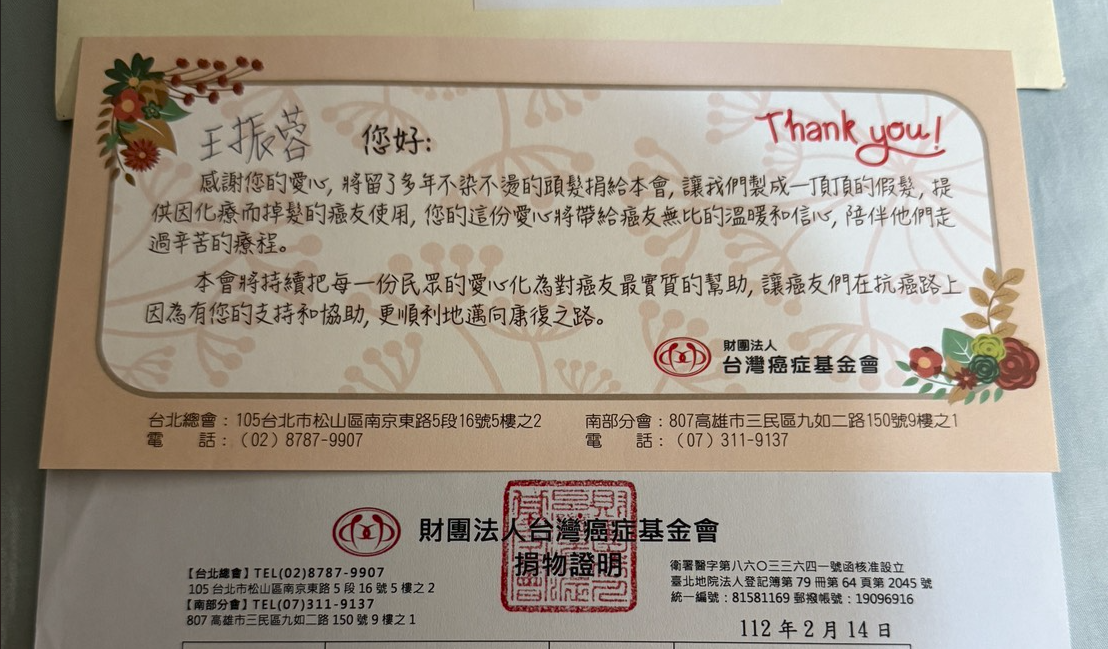 王振蓉 您好:
Thank you!
感謝您的愛心, 將留了多年不染不燙的頭髮捐給本會, 讓我們製成一頂頂的假髮, 提
供因化療而掉髮的癌友使用, 您的這份愛心將帶給癌友無比的溫暖和信心, 陪伴他們走
過辛苦的療程。
本會將持續把每一份民眾的愛心化為對癌友最實質的幫助, 讓癌友們在抗癌路上
因為有您的支持和協助, 更順利地邁向康復之路。
財團法人
台灣癌症基金會
台北總會：105台北市松山區南京東路5段16號5樓之2
電 話：（02）8787-9907
南部分會：807高雄市三民區九如二路150號9樓之1
電 話：（07）311-9137
財團法人台灣癌症基金會
捐物證明
【台北總會】TEL(02)8787-9907
105 台北市松山區南京東路 5 段 16 號 5 樓之 2
【南部分會】TEL(07)311-9137
807 高雄市三民區九如二路 150 號 9 樓之 1
衛署醫字第八六〇三三六四一號函核准設立
臺北地院法人登記簿第 79 冊第 64 頁第 2045 號
統一編號：81581169 郵撥帳號：19096916
112 年 2 月 14 日